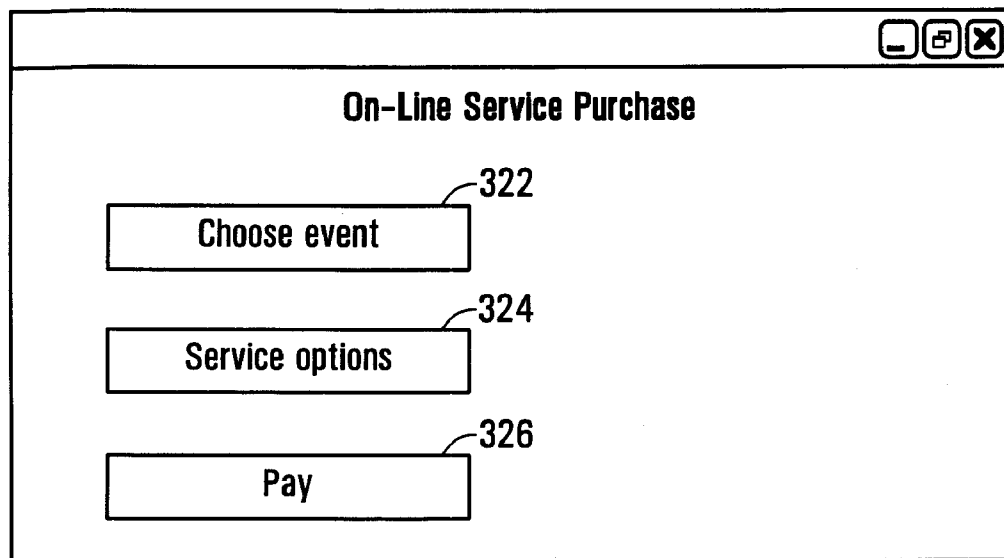 On-Line Service Purchase
322
Choose event
324
Service options
326
Pay